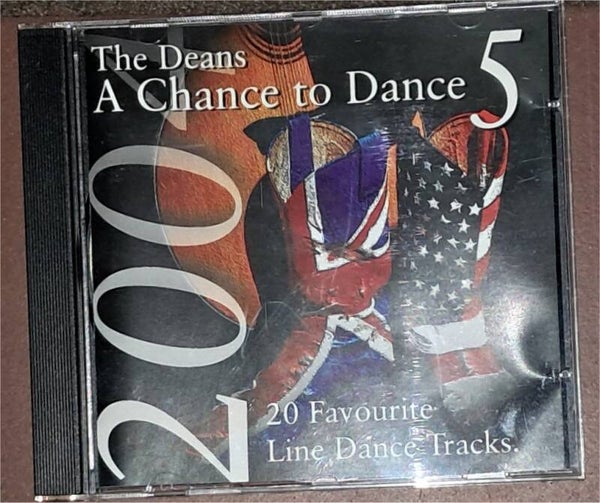 The Deans
A Chance to Dance 5
2004
20 Favourite
Line Dance Tracks.